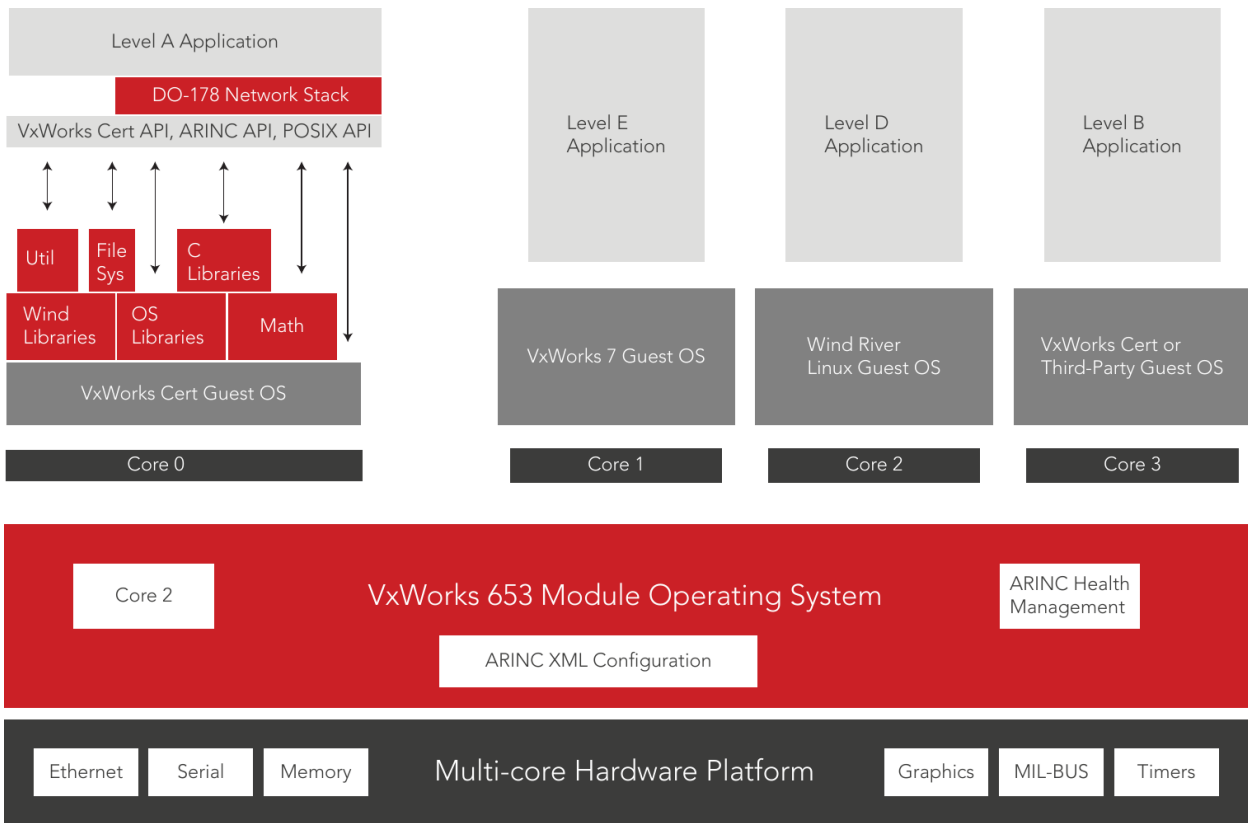 Level A Application
DO-178 Network Stack
VxWorks Cert API, ARINC API, POSIX API
Util
File
Sys
C
Libraries
Wind
Libraries
OS
Libraries
Math
VxWorks Cert Guest OS
Core 0
Level E
Application
VxWorks 7 Guest OS
Core 1
Level D
Application
Wind River
Linux Guest OS
Core 2
Level B
Application
VxWorks Cert or
Third-Party Guest OS
Core 3
Core 2
VxWorks 653 Module Operating System
ARINC Health
Management
ARINC XML Configuration
Ethernet
Serial
Memory
Multi-core Hardware Platform
Graphics
MIL-BUS
Timers